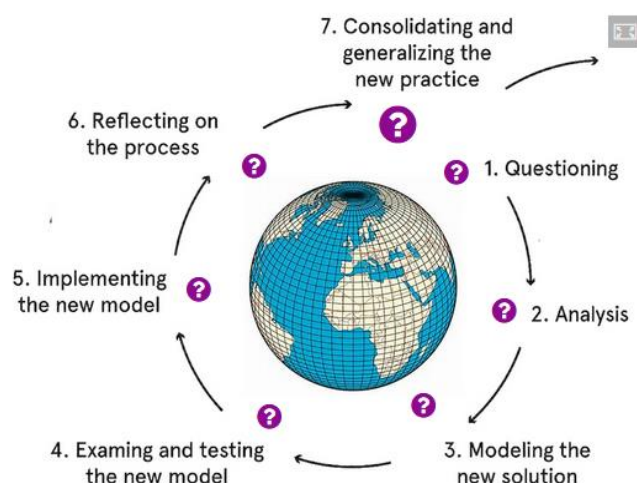 7. Consolidating and
generalizing the
new practice
6. Reflecting on
the process
?
?
?
1. Questioning
5. Implementing
the new model
?
?
2. Analysis
?
?
4. Examing and testing
the new model
3. Modeling the
new solution